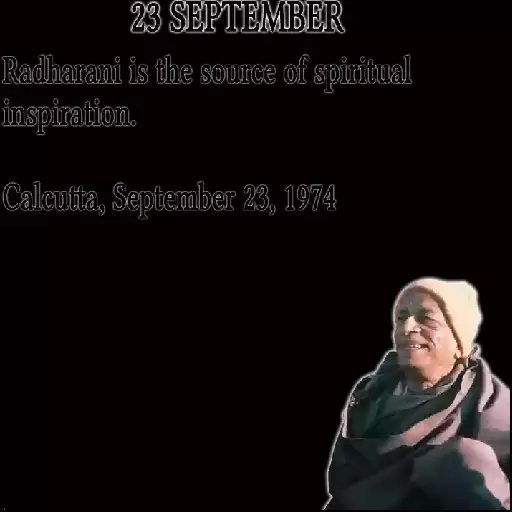 23 SEPTEMBER
Radharani is the source of spiritual
inspiration.
Calcutta, September 23, 1974